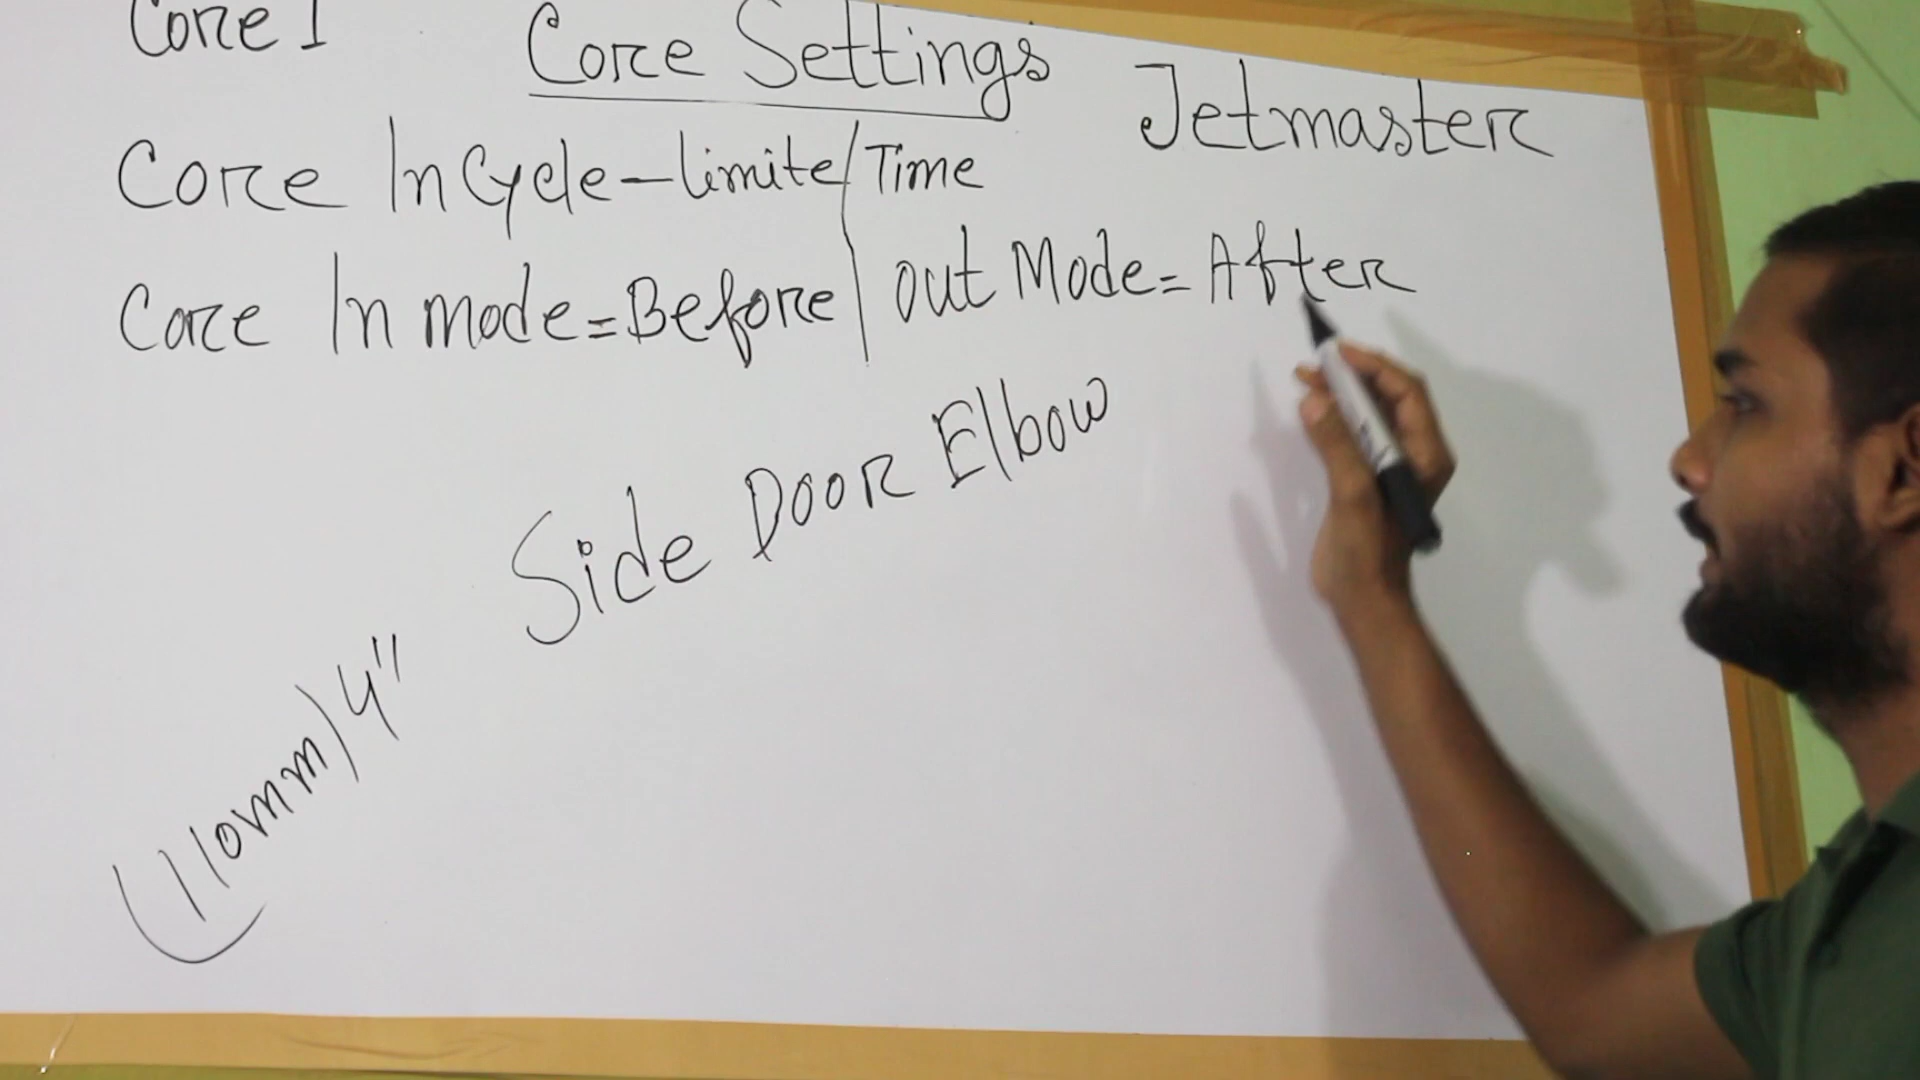 Core 1
Core Settings
Jetmaster
Core In Cycle-limite/Time
Core In mode=Before | out Mode=After
Side Door Elbow
(110mm) 4"